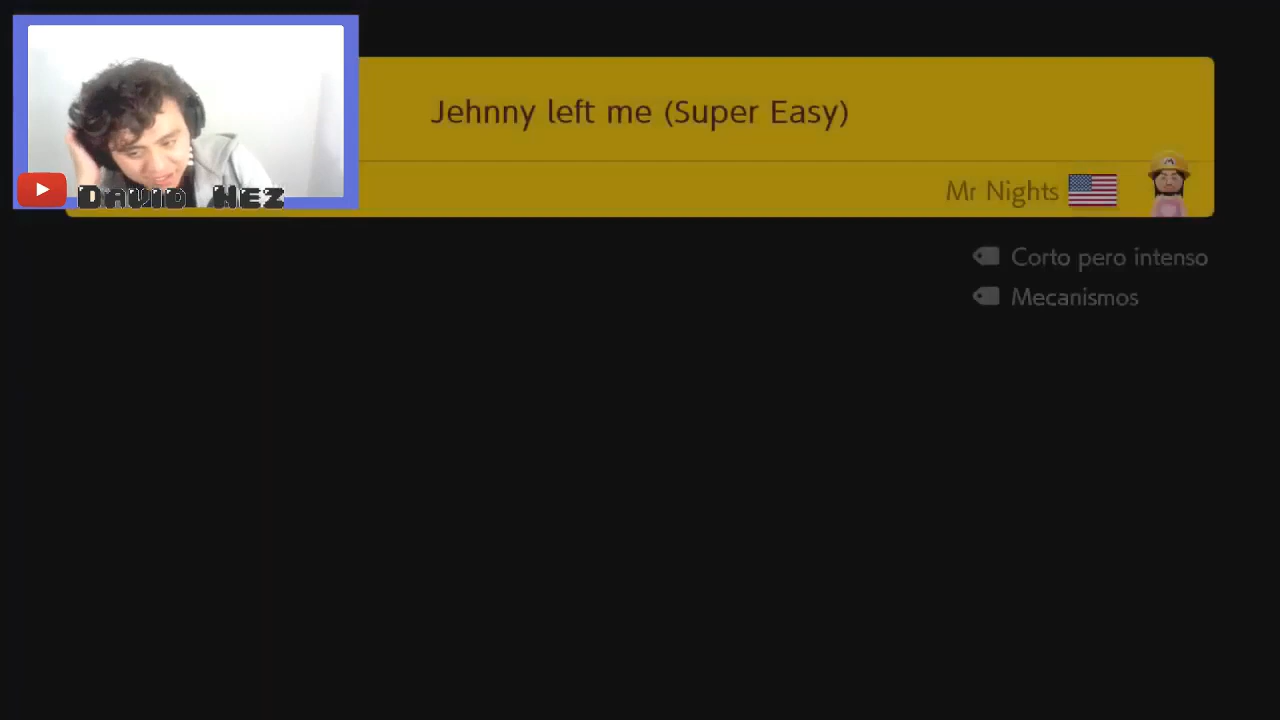 Jehnny left me (Super Easy)
Mr Nights
DAVID NEZ
Corto pero intenso
Mecanismos